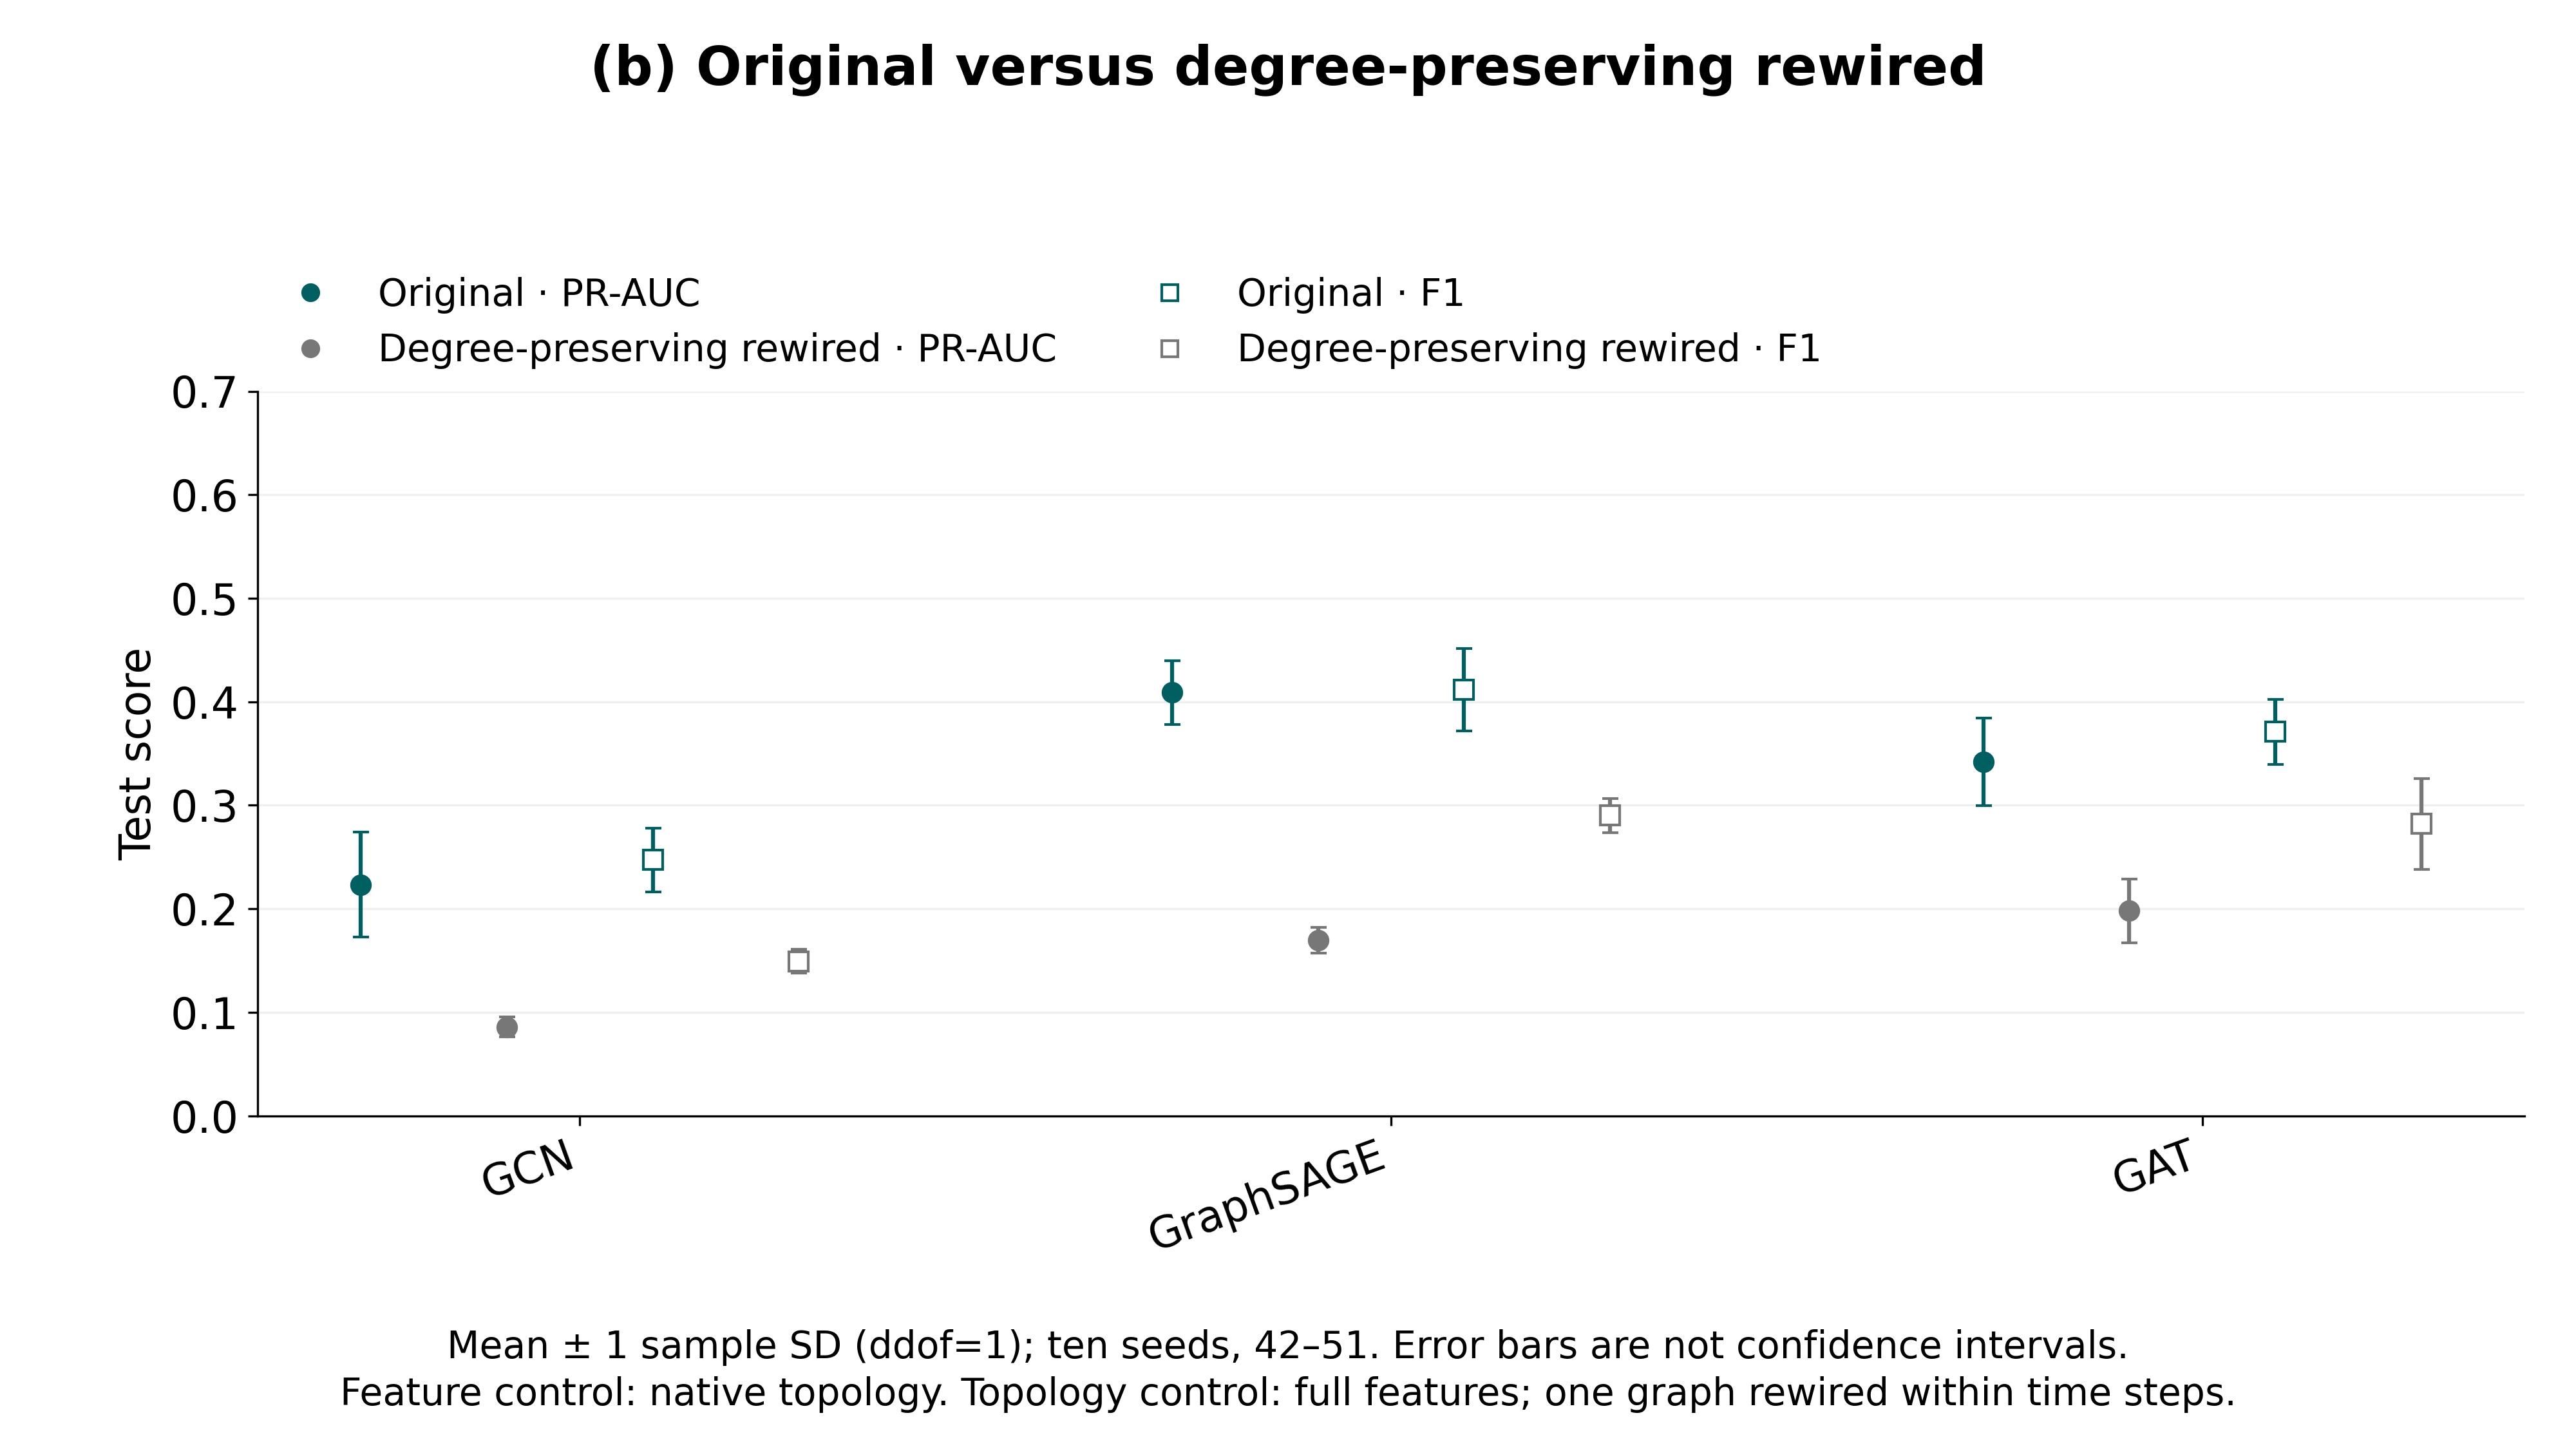 (b) Original versus degree-preserving rewired
Original · PR-AUC
Degree-preserving rewired · PR-AUC
Original · F1
Degree-preserving rewired · F1
Test score
0.7
0.6
0.5
0.4
0.3
0.2
0.1
0.0
GCN
GraphSAGE
GAT
Mean ± 1 sample SD (ddof=1); ten seeds, 42–51. Error bars are not confidence intervals.
Feature control: native topology. Topology control: full features; one graph rewired within time steps.